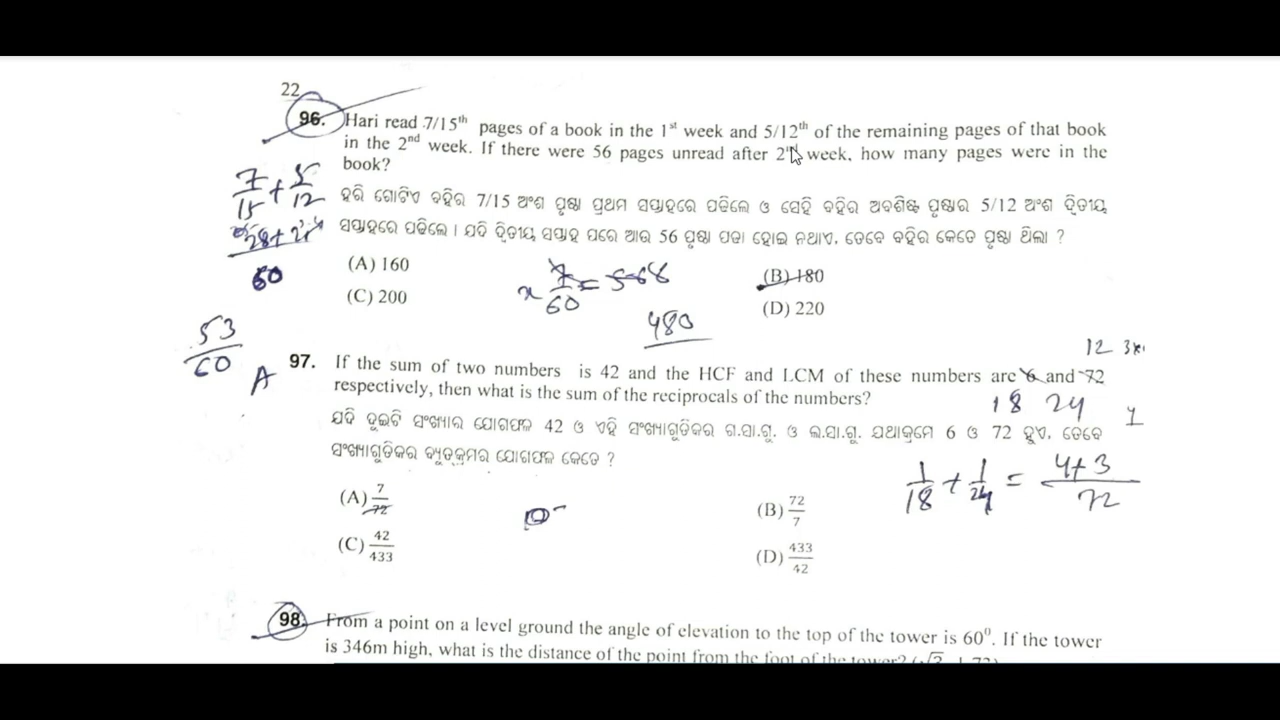 22
96. Hari read 7/15th pages of a book in the 1st week and 5/12th of the remaining pages of that book
in the 2nd week. If there were 56 pages unread after 2nd week, how many pages were in the
book?
7/15 + 5/12
ହରି ଗୋଟିଏ ବହିର 7/15 ଅଂଶ ପୃଷ୍ଠା ପ୍ରଥମ ସପ୍ତାହରେ ପଢିଲେ ଓ ସେହି ବହିର ଅବଶିଷ୍ଟ ପୃଷ୍ଠାର 5/12 ଅଂଶ ଦ୍ୱିତୀୟ
ସପ୍ତାହରେ ପଢିଲେ । ଯଦି ଦ୍ୱିତୀୟ ସପ୍ତାହ ପରେ ଆଉ 56 ପୃଷ୍ଠା ପଢା ହୋଇ ନଥାଏ, ତେବେ ବହିର କେତେ ପୃଷ୍ଠା ଥିଲା ?
60
(A) 160 (B) 180
(C) 200 (D) 220
x 7/60 =
480
53/60
A
12
97. If the sum of two numbers is 42 and the HCF and LCM of these numbers are 6 and 72
respectively, then what is the sum of the reciprocals of the numbers?
18 24
1
ଯଦି ଦୁଇଟି ସଂଖ୍ୟାର ଯୋଗଫଳ 42 ଓ ଏହି ସଂଖ୍ୟାଗୁଡିକର ଗ.ସା.ଗୁ. ଓ ଲ.ସା.ଗୁ. ଯଥାକ୍ରମେ 6 ଓ 72 ହୁଏ, ତେବେ
ସଂଖ୍ୟାଗୁଡିକର ବ୍ୟୁତକ୍ରମର ଯୋଗଫଳ କେତେ ?
1/18 + 1/24 = 4+3/72
(A) 7/72 (B) 72/7
(C) 42/433 (D) 433/42
98. From a point on a level ground the angle of elevation to the top of the tower is 60⁰. If the tower
is 346m high, what is the distance of the point from the foot of the tower?